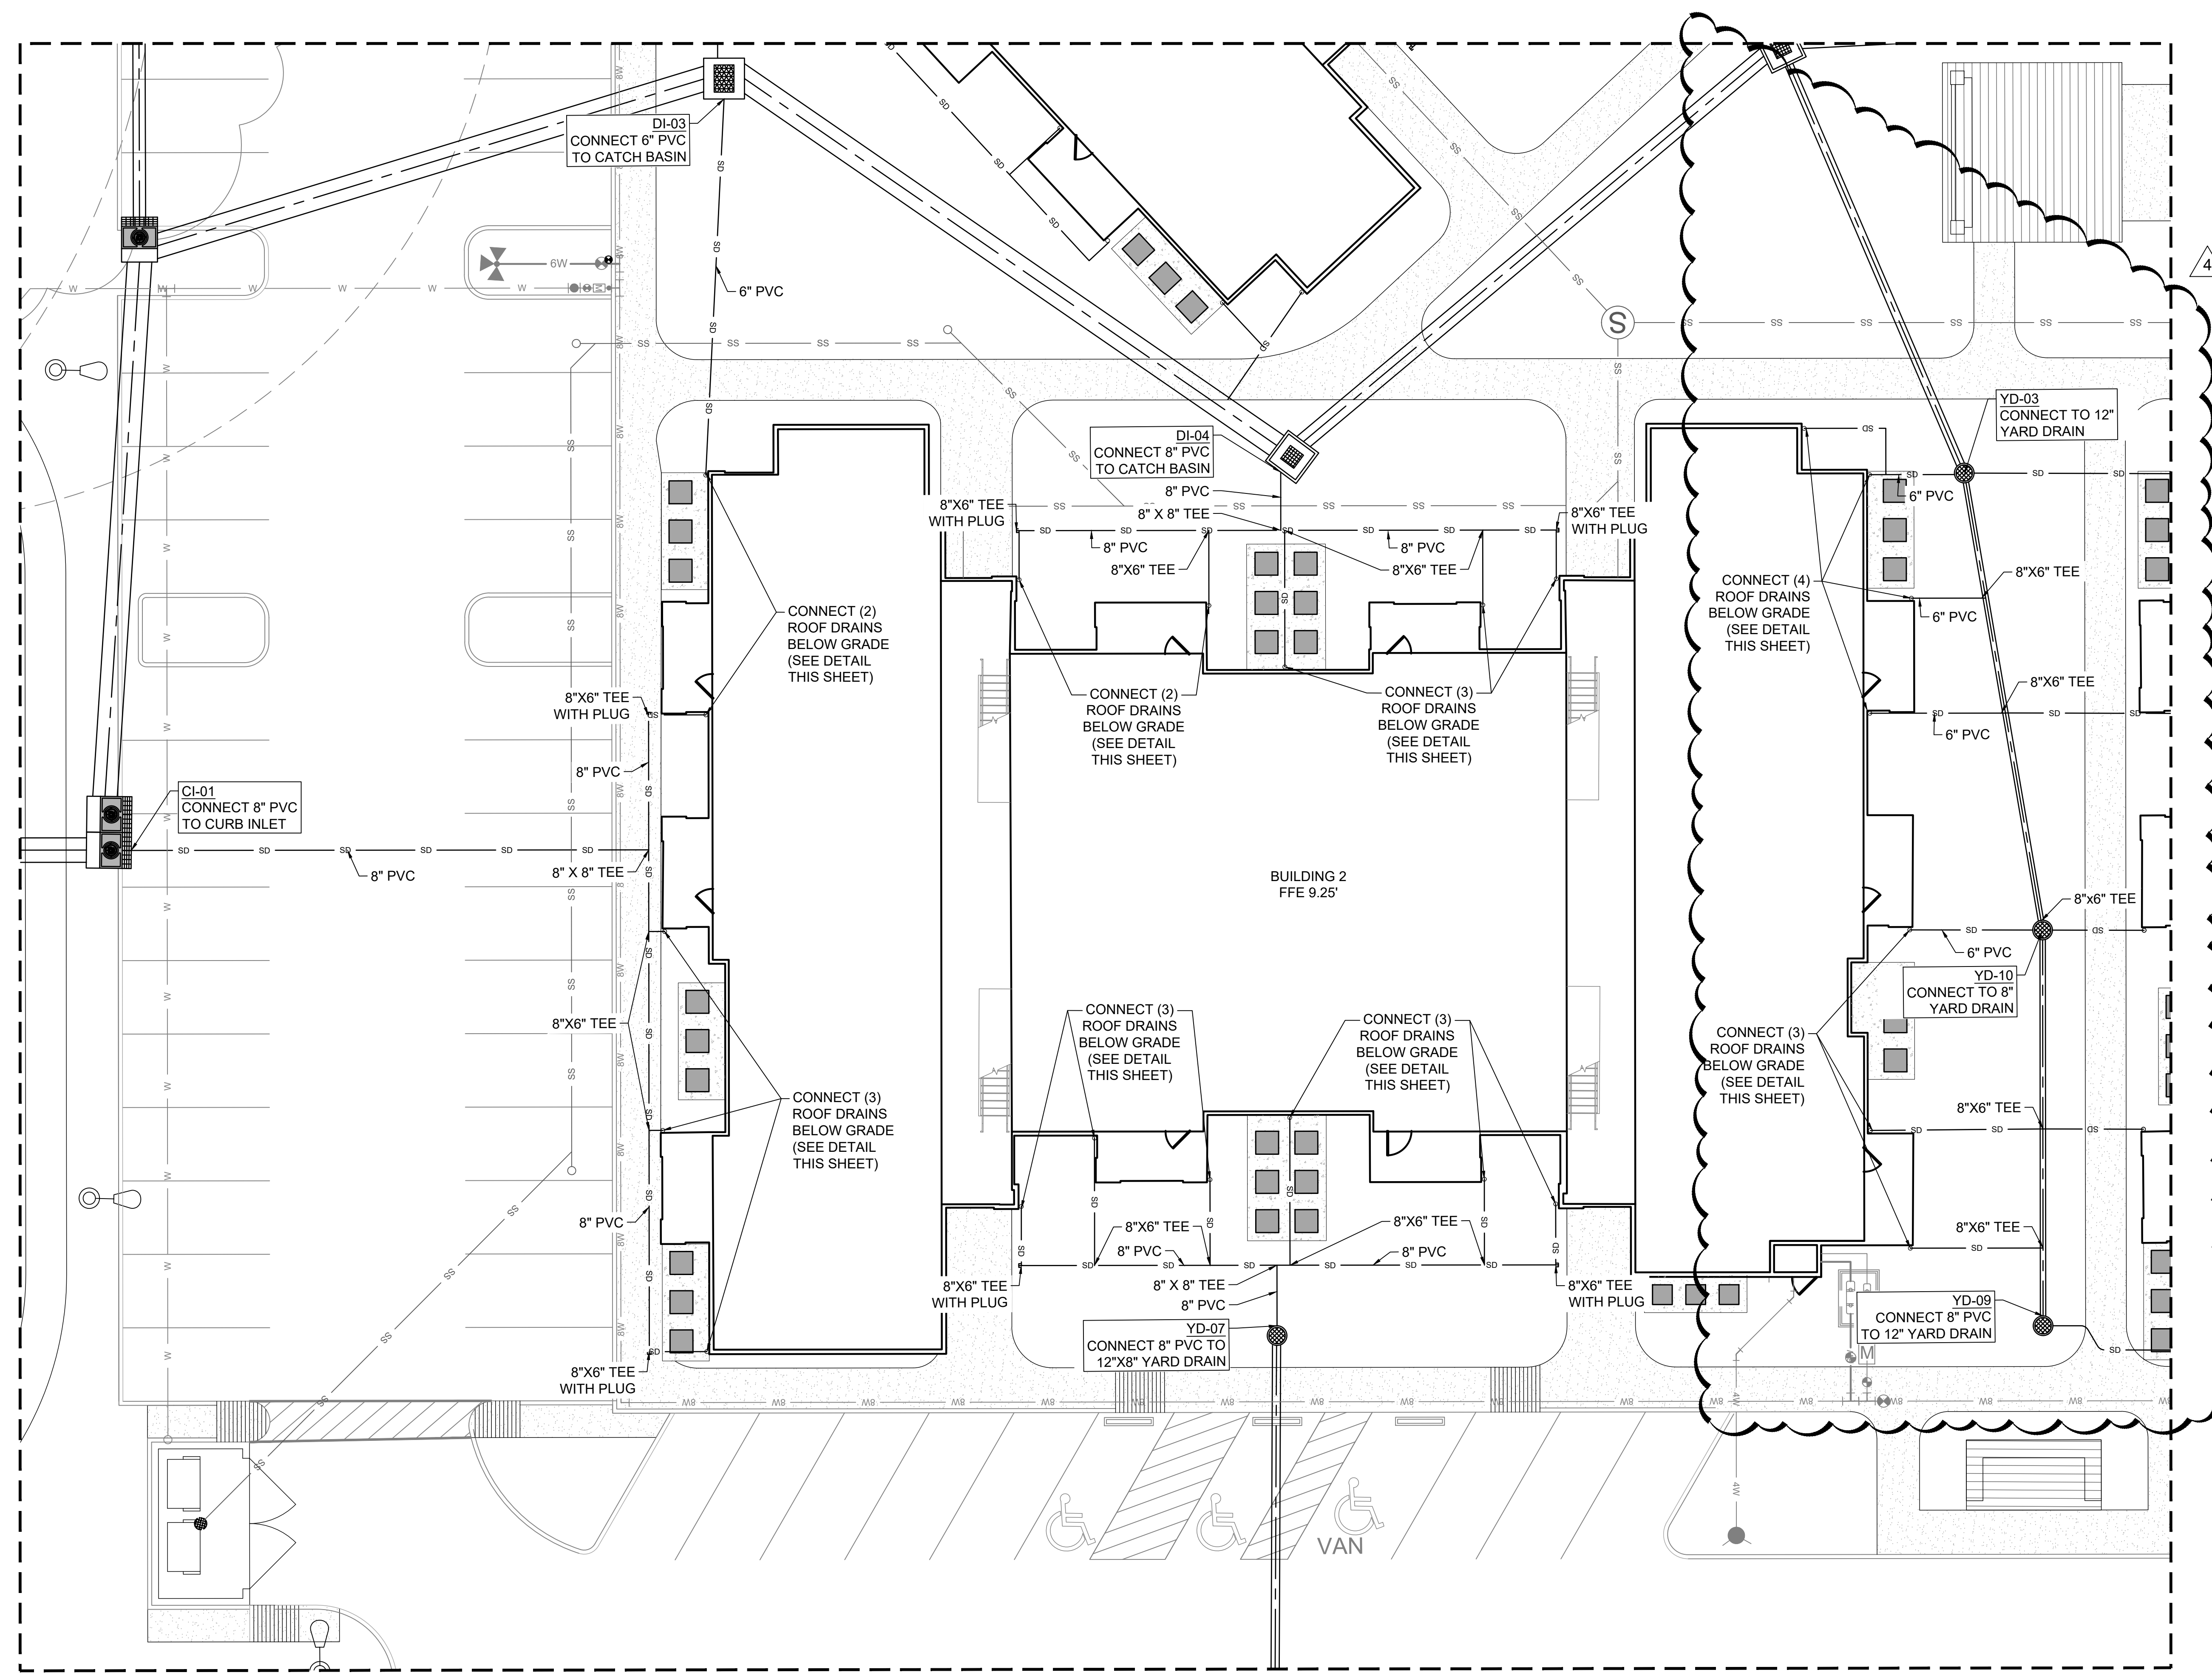 DI-03
CONNECT 6" PVC
TO CATCH BASIN
6" PVC
6W
4
YD-03
CONNECT TO 12"
YARD DRAIN
S
DI-04
CONNECT 8" PVC
TO CATCH BASIN
8" PVC
8" X 8" TEE
8"X6" TEE
WITH PLUG
8" PVC
8"X6" TEE
8" PVC
8"X6" TEE
8"X6" TEE
WITH PLUG
6" PVC
8"X6" TEE
6" PVC
CONNECT (2)
ROOF DRAINS
BELOW GRADE
(SEE DETAIL
THIS SHEET)
CONNECT (4)
ROOF DRAINS
BELOW GRADE
(SEE DETAIL
THIS SHEET)
8"X6" TEE
WITH PLUG
CONNECT (2)
ROOF DRAINS
BELOW GRADE
(SEE DETAIL
THIS SHEET)
CONNECT (3)
ROOF DRAINS
BELOW GRADE
(SEE DETAIL
THIS SHEET)
8"X6" TEE
6" PVC
8" PVC
CI-01
CONNECT 8" PVC
TO CURB INLET
8" PVC
8" X 8" TEE
BUILDING 2
FFE 9.25'
8"x6" TEE
6" PVC
YD-10
CONNECT TO 8"
YARD DRAIN
8"X6" TEE
CONNECT (3)
ROOF DRAINS
BELOW GRADE
(SEE DETAIL
THIS SHEET)
CONNECT (3)
ROOF DRAINS
BELOW GRADE
(SEE DETAIL
THIS SHEET)
CONNECT (3)
ROOF DRAINS
BELOW GRADE
(SEE DETAIL
THIS SHEET)
CONNECT (3)
ROOF DRAINS
BELOW GRADE
(SEE DETAIL
THIS SHEET)
8"X6" TEE
8" PVC
8"X6" TEE
8"X6" TEE
8"X6" TEE
8" PVC
8" PVC
8"X6" TEE
WITH PLUG
8" X 8" TEE
8" PVC
8"X6" TEE
WITH PLUG
YD-07
CONNECT 8" PVC TO
12"X8" YARD DRAIN
YD-09
CONNECT 8" PVC
TO 12" YARD DRAIN
M
8"X6" TEE
WITH PLUG
4W
4W
VAN
SD
SS
W
8W